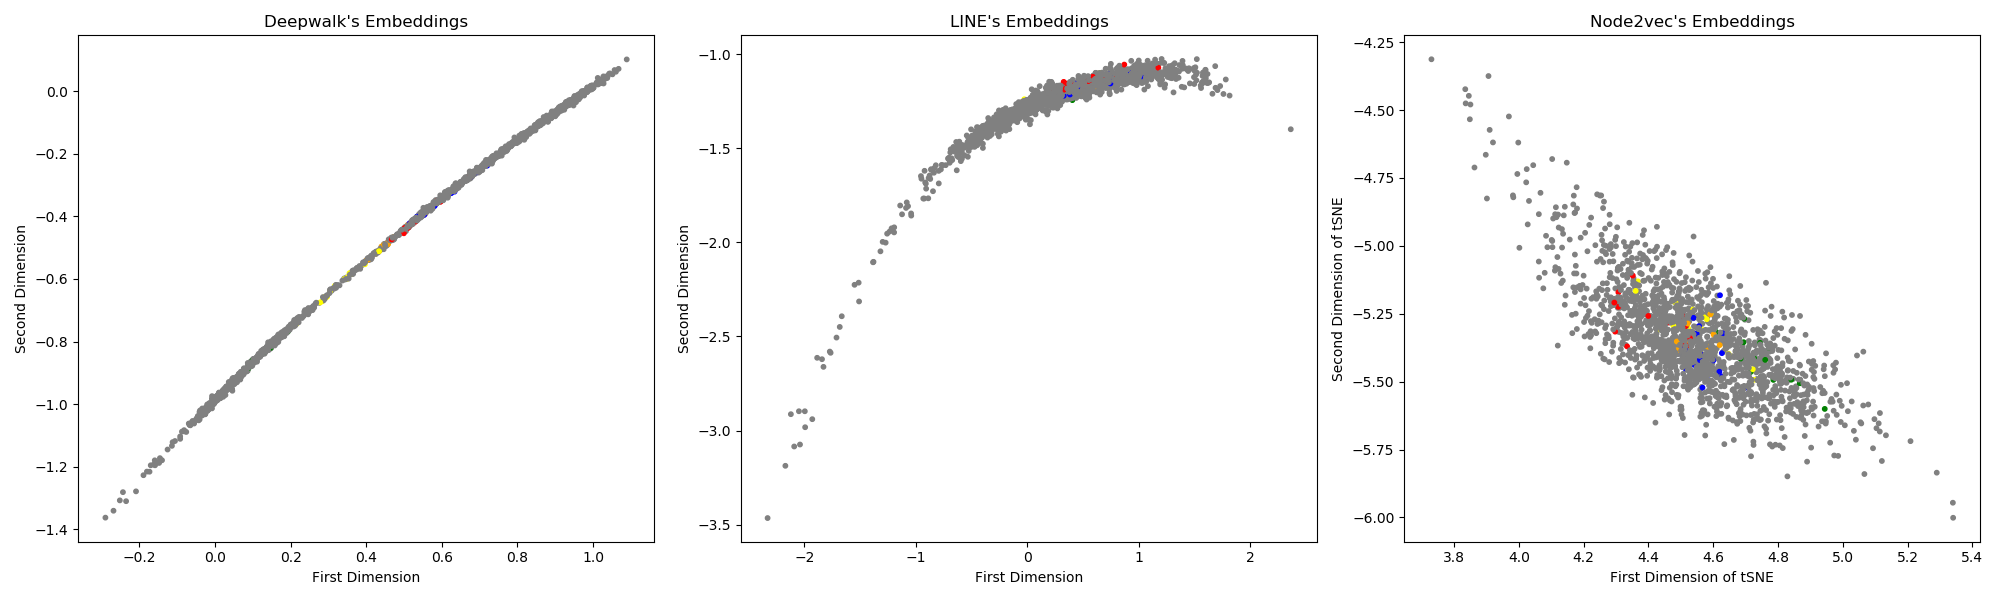 Deepwalk's Embeddings
Second Dimension
0.0
−0.2
−0.4
−0.6
−0.8
−1.0
−1.2
−1.4
−0.2 0.0 0.2 0.4 0.6 0.8 1.0
First Dimension
LINE's Embeddings
Second Dimension
−1.0
−1.5
−2.0
−2.5
−3.0
−3.5
−2 −1 0 1 2
First Dimension
Node2vec's Embeddings
Second Dimension of tSNE
−4.25
−4.50
−4.75
−5.00
−5.25
−5.50
−5.75
−6.00
3.8 4.0 4.2 4.4 4.6 4.8 5.0 5.2 5.4
First Dimension of tSNE